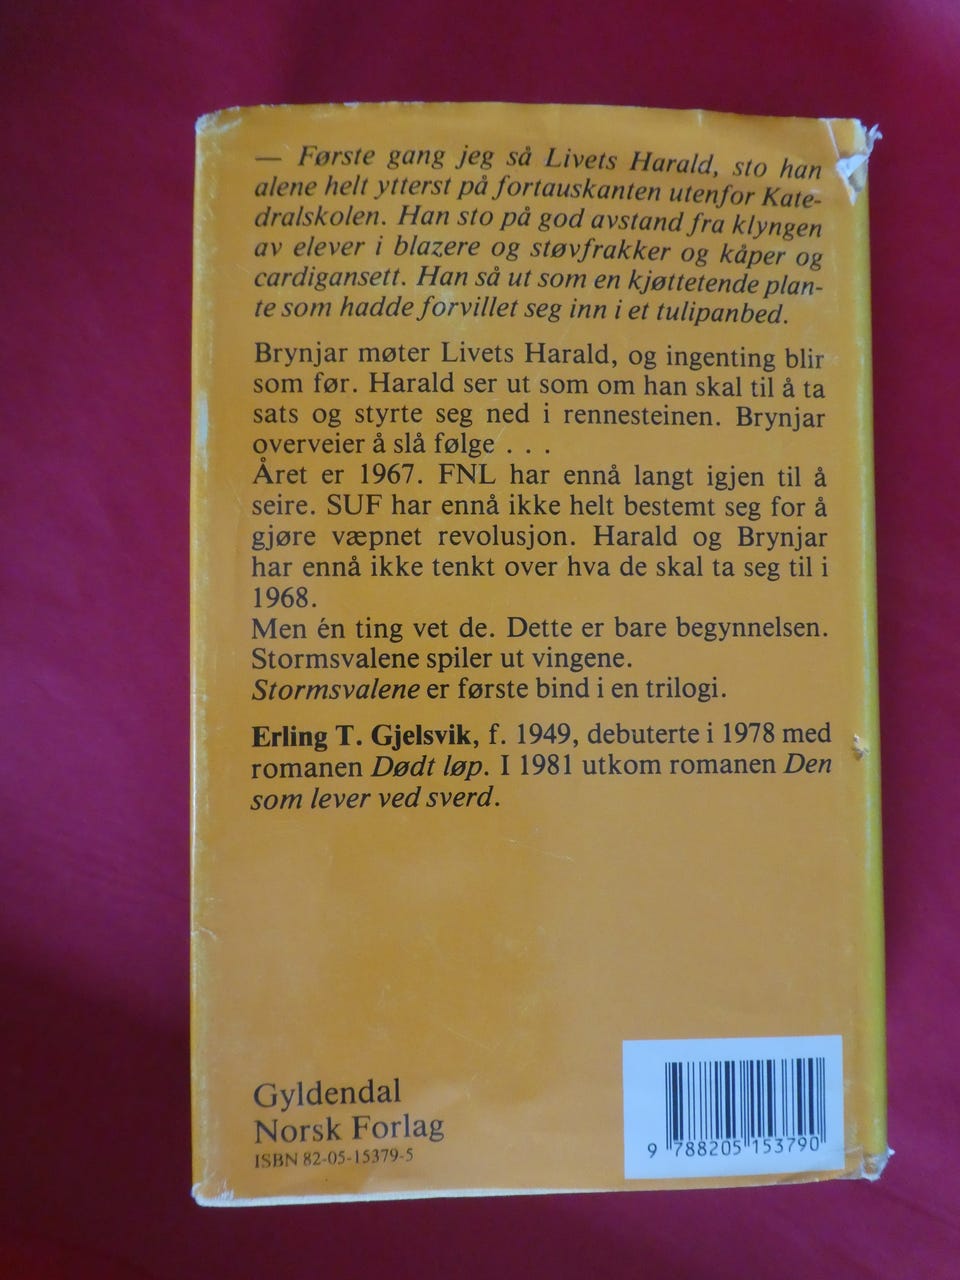 — Første gang jeg så Livets Harald, sto han
alene helt ytterst på fortauskanten utenfor Kate-
dralskolen. Han sto på god avstand fra klyngen
av elever i blazere og støvfrakker og kåper og
cardigansett. Han så ut som en kjøttetende plan-
te som hadde forvillet seg inn i et tulipanbed.
Brynjar møter Livets Harald, og ingenting blir
som før. Harald ser ut som om han skal til å ta
sats og styrte seg ned i rennesteinen. Brynjar
overveier å slå følge . . .
Året er 1967. FNL har ennå langt igjen til å
seire. SUF har ennå ikke helt bestemt seg for å
gjøre væpnet revolusjon. Harald og Brynjar
har ennå ikke tenkt over hva de skal ta seg til i
1968.
Men én ting vet de. Dette er bare begynnelsen.
Stormsvalene spiler ut vingene.
Stormsvalene er første bind i en trilogi.
Erling T. Gjelsvik, f. 1949, debuterte i 1978 med
romanen Dødt løp. I 1981 utkom romanen Den
som lever ved sverd.
Gyldendal
Norsk Forlag
ISBN 82-05-15379-5
9 788205 153790